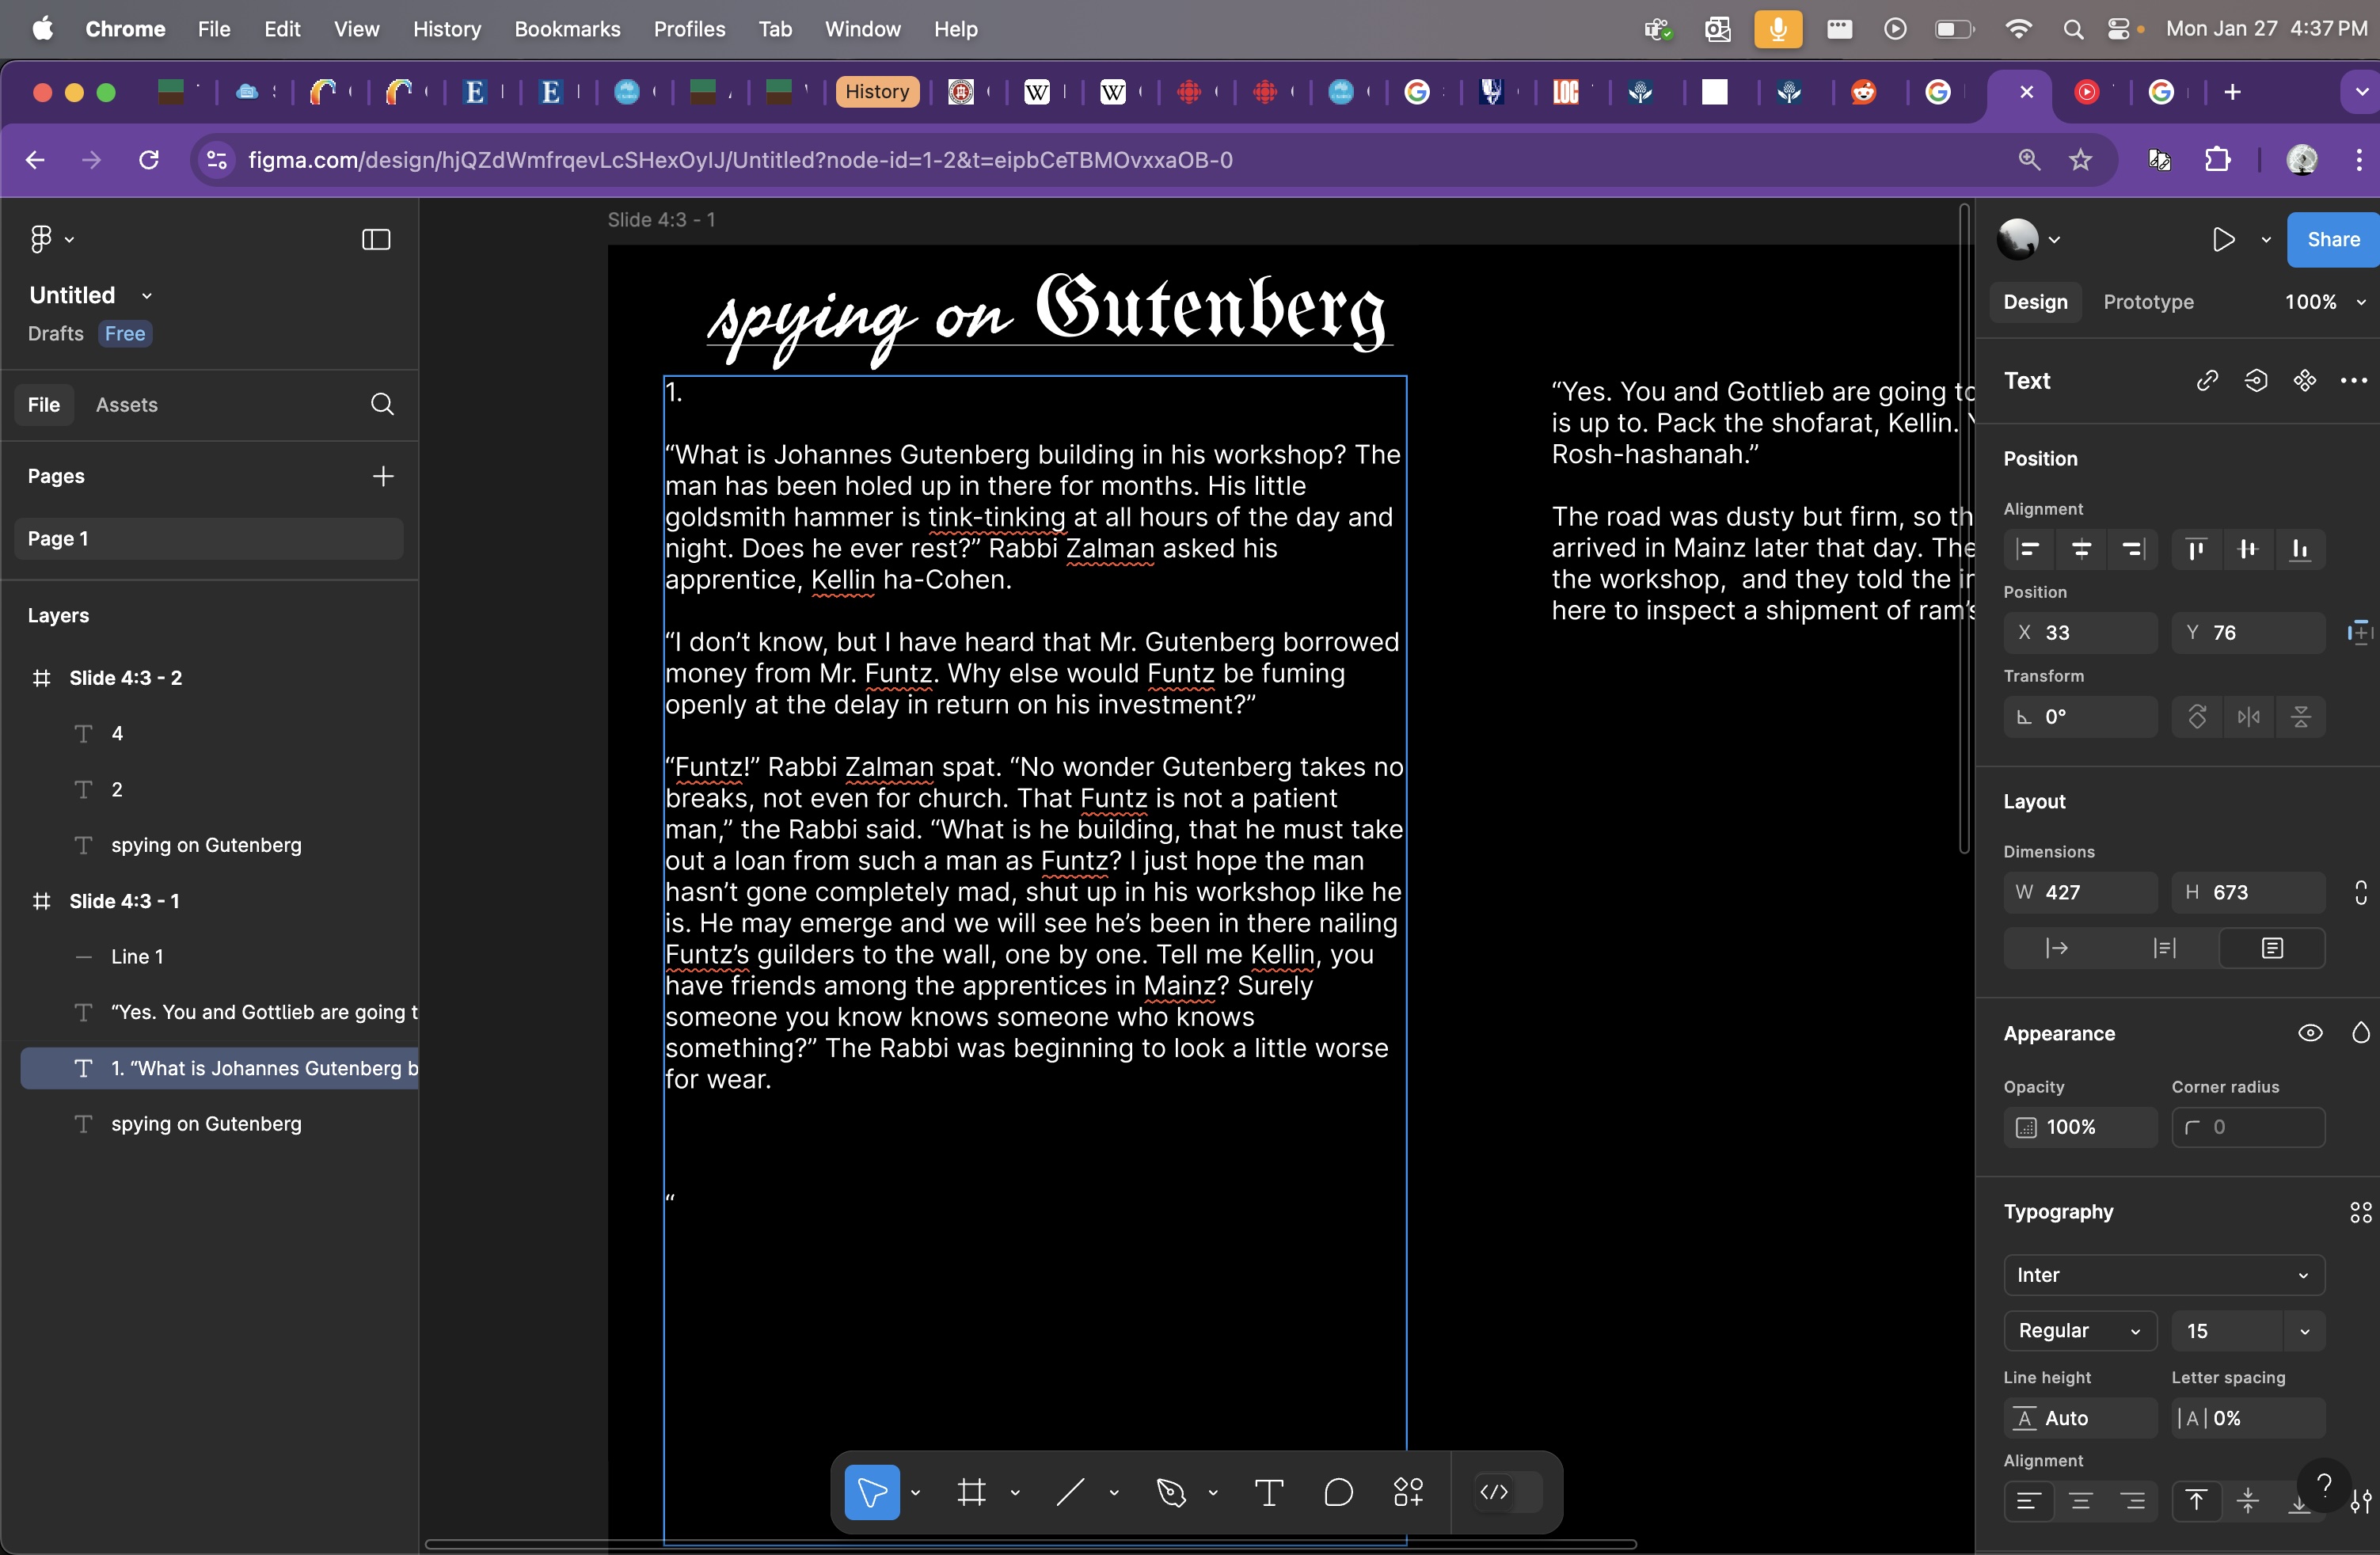 Chrome File Edit View History Bookmarks Profiles Tab Window Help Mon Jan 27 4:37 PM
History
figma.com/design/hjQZdWmfrqevLcSHexOyIJ/Untitled?node-id=1-2&t=eipbCeTBMOvxxaOB-0
Untitled
Drafts Free
File Assets
Pages
Page 1
Layers
Slide 4:3 - 2
4
2
spying on Gutenberg
Slide 4:3 - 1
Line 1
“Yes. You and Gottlieb are going t
1. “What is Johannes Gutenberg b
spying on Gutenberg
Slide 4:3 - 1
spying on Gutenberg
1.
“What is Johannes Gutenberg building in his workshop? The
man has been holed up in there for months. His little
goldsmith hammer is tink-tinking at all hours of the day and
night. Does he ever rest?” Rabbi Zalman asked his
apprentice, Kellin ha-Cohen.
“I don’t know, but I have heard that Mr. Gutenberg borrowed
money from Mr. Funtz. Why else would Funtz be fuming
openly at the delay in return on his investment?”
“Funtz!” Rabbi Zalman spat. “No wonder Gutenberg takes no
breaks, not even for church. That Funtz is not a patient
man,” the Rabbi said. “What is he building, that he must take
out a loan from such a man as Funtz? I just hope the man
hasn’t gone completely mad, shut up in his workshop like he
is. He may emerge and we will see he’s been in there nailing
Funtz’s guilders to the wall, one by one. Tell me Kellin, you
have friends among the apprentices in Mainz? Surely
someone you know knows someone who knows
something?” The Rabbi was beginning to look a little worse
for wear.
“
“Yes. You and Gottlieb are going to
is up to. Pack the shofarat, Kellin.
Rosh-hashanah.”
The road was dusty but firm, so th
arrived in Mainz later that day. The
the workshop,  and they told the
here to inspect a shipment of ram’s
Share
Design Prototype 100%
Text
Position
Alignment
Position
X 33 Y 76
Transform
0°
Layout
Dimensions
W 427 H 673
Appearance
Opacity Corner radius
100% 0
Typography
Inter
Regular 15
Line height Letter spacing
Auto 0%
Alignment
?